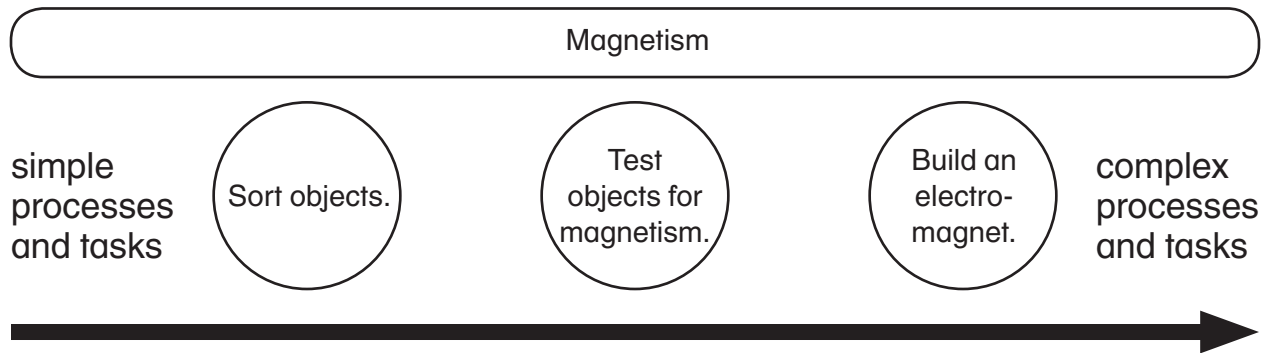 Magnetism
simple
processes
and tasks
Sort objects.
Test
objects for
magnetism.
Build an
electro-
magnet.
complex
processes
and tasks